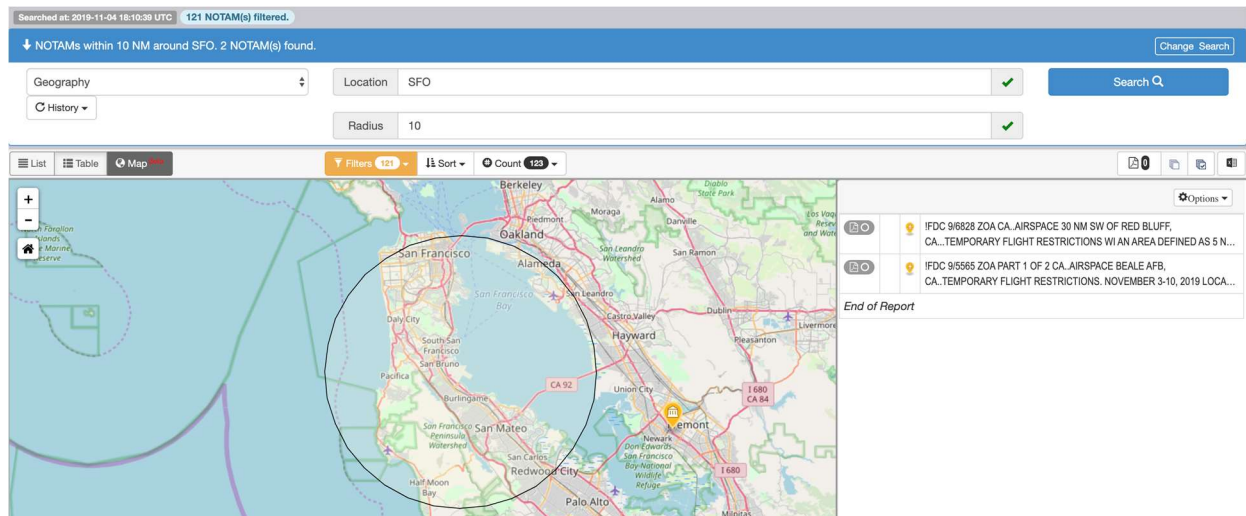 Searched at: 2019-11-04 18:10:39 UTC 121 NOTAM(s) filtered.
NOTAMs within 10 NM around SFO. 2 NOTAM(s) found. Change Search
Geography Location SFO Search
History
Radius 10
List Table Map Filters 121 Sort Count 123 0
+
-
Options
!FDC 9/6828 ZOA CA..AIRSPACE 30 NM SW OF RED BLUFF,
CA...TEMPORARY FLIGHT RESTRICTIONS WI AN AREA DEFINED AS 5 N...
!FDC 9/5565 ZOA PART 1 OF 2 CA..AIRSPACE BEALE AFB,
CA..TEMPORARY FLIGHT RESTRICTIONS. NOVEMBER 3-10, 2019 LOCA...
End of Report
Berkeley
Diablo
State Park
Alamo
Moraga
Piedmont
Danville
Oakland
San Francisco
San Leandro
Watershed
San Ramon
Alameda
Farallon
San Francisco
Bay
San Leandro
Daly City
Castro Valley
Dublin
Livermore
South San
Francisco
Hayward
Pleasanton
San Bruno
Pacifica
CA 92
Union City
I 680
CA 84
Burlingame
San Francisco
Peninsula
Watershed
San Mateo
Newark
Don Edwards
San Francisco
Bay National
Wildlife
Refuge
San Carlos
Redwood City
I 680
Half Moon
Bay
Palo Alto
Milpitas